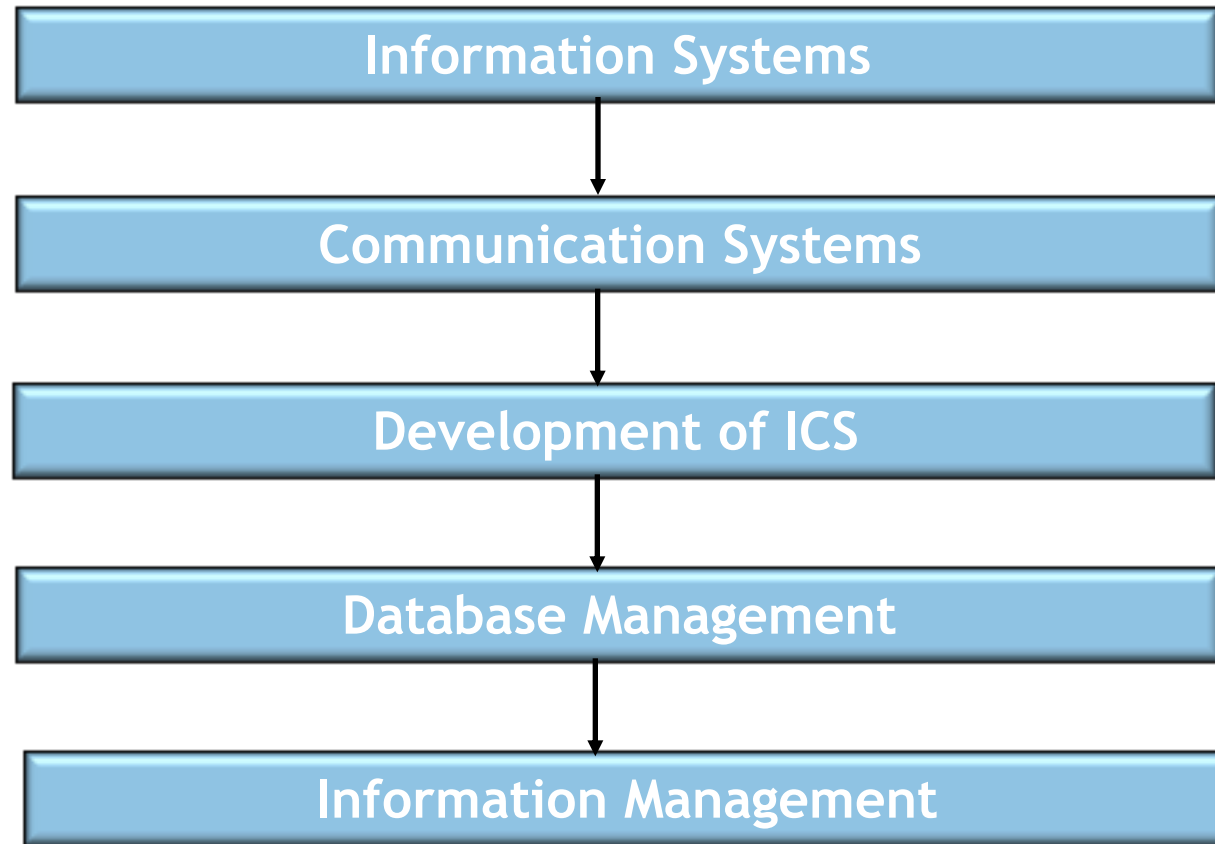 Information Systems
Communication Systems
Development of ICS
Database Management
Information Management